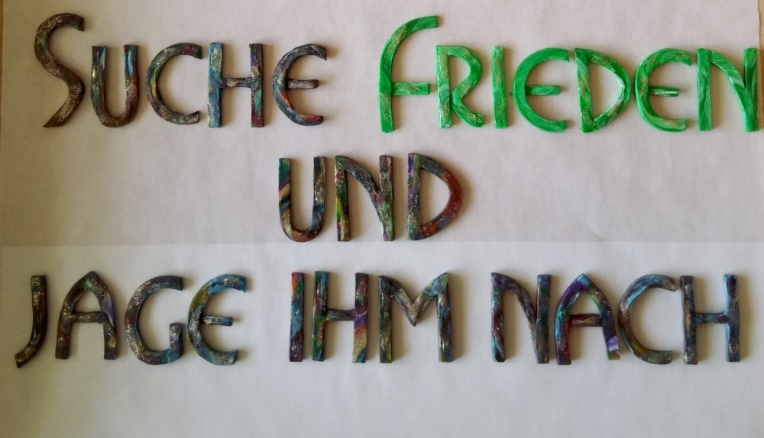 SUCHE FRIEDEN
UND
JAGE IHM NACH